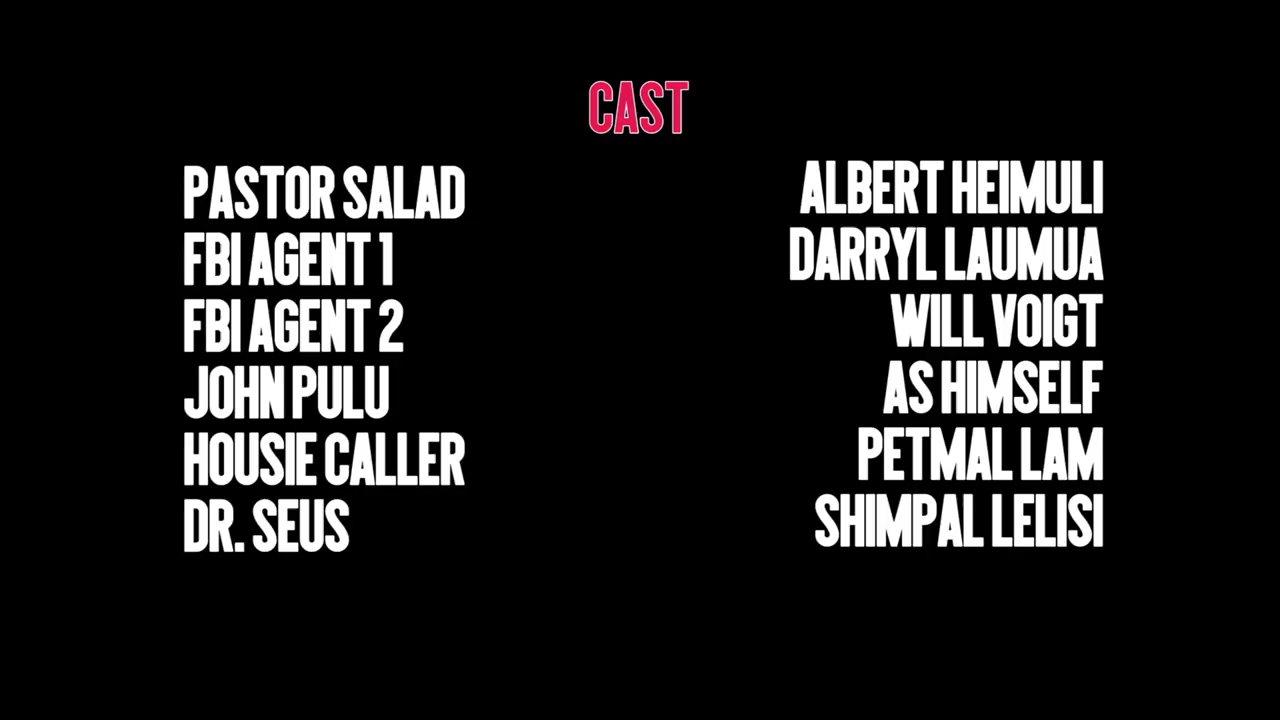 CAST
PASTOR SALAD ALBERT HEIMULI
FBI AGENT 1 DARRYL LAUMUA
FBI AGENT 2 WILL VOIGT
JOHN PULU AS HIMSELF
HOUSIE CALLER PETMAL LAM
DR. SEUS SHIMPAL LELISI